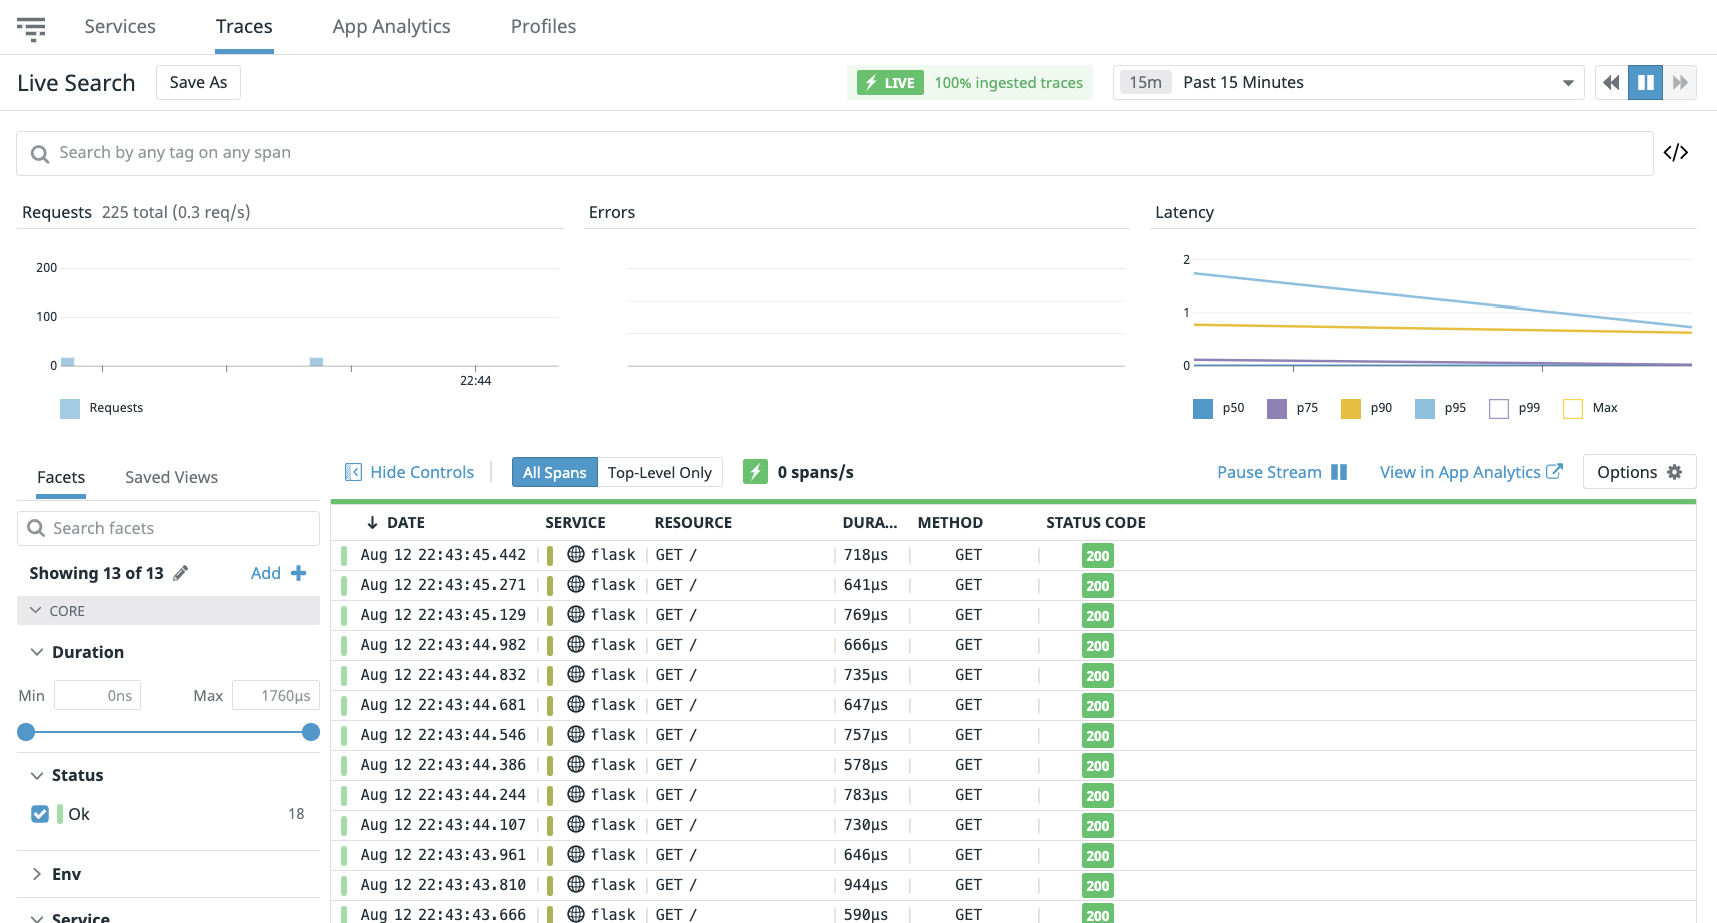 Services Traces App Analytics Profiles
Live Search Save As LIVE 100% ingested traces 15m Past 15 Minutes
Search by any tag on any span </>
Requests 225 total (0.3 req/s)
200
100
0
22:44
Requests
Errors
Latency
2
1
0
p50 p75 p90 p95 p99 Max
Facets Saved Views
Search facets
Showing 13 of 13 Add +
CORE
Duration
Min 0ns Max 1760µs
Status
Ok 18
Env
Service
Hide Controls All Spans Top-Level Only 0 spans/s Pause Stream View in App Analytics Options
DATE SERVICE RESOURCE DURA... METHOD STATUS CODE
Aug 12 22:43:45.442 flask GET / 718µs GET 200
Aug 12 22:43:45.271 flask GET / 641µs GET 200
Aug 12 22:43:45.129 flask GET / 769µs GET 200
Aug 12 22:43:44.982 flask GET / 666µs GET 200
Aug 12 22:43:44.832 flask GET / 735µs GET 200
Aug 12 22:43:44.681 flask GET / 647µs GET 200
Aug 12 22:43:44.546 flask GET / 757µs GET 200
Aug 12 22:43:44.386 flask GET / 578µs GET 200
Aug 12 22:43:44.244 flask GET / 783µs GET 200
Aug 12 22:43:44.107 flask GET / 730µs GET 200
Aug 12 22:43:43.961 flask GET / 646µs GET 200
Aug 12 22:43:43.810 flask GET / 944µs GET 200
Aug 12 22:43:43.666 flask GET / 590µs GET 200